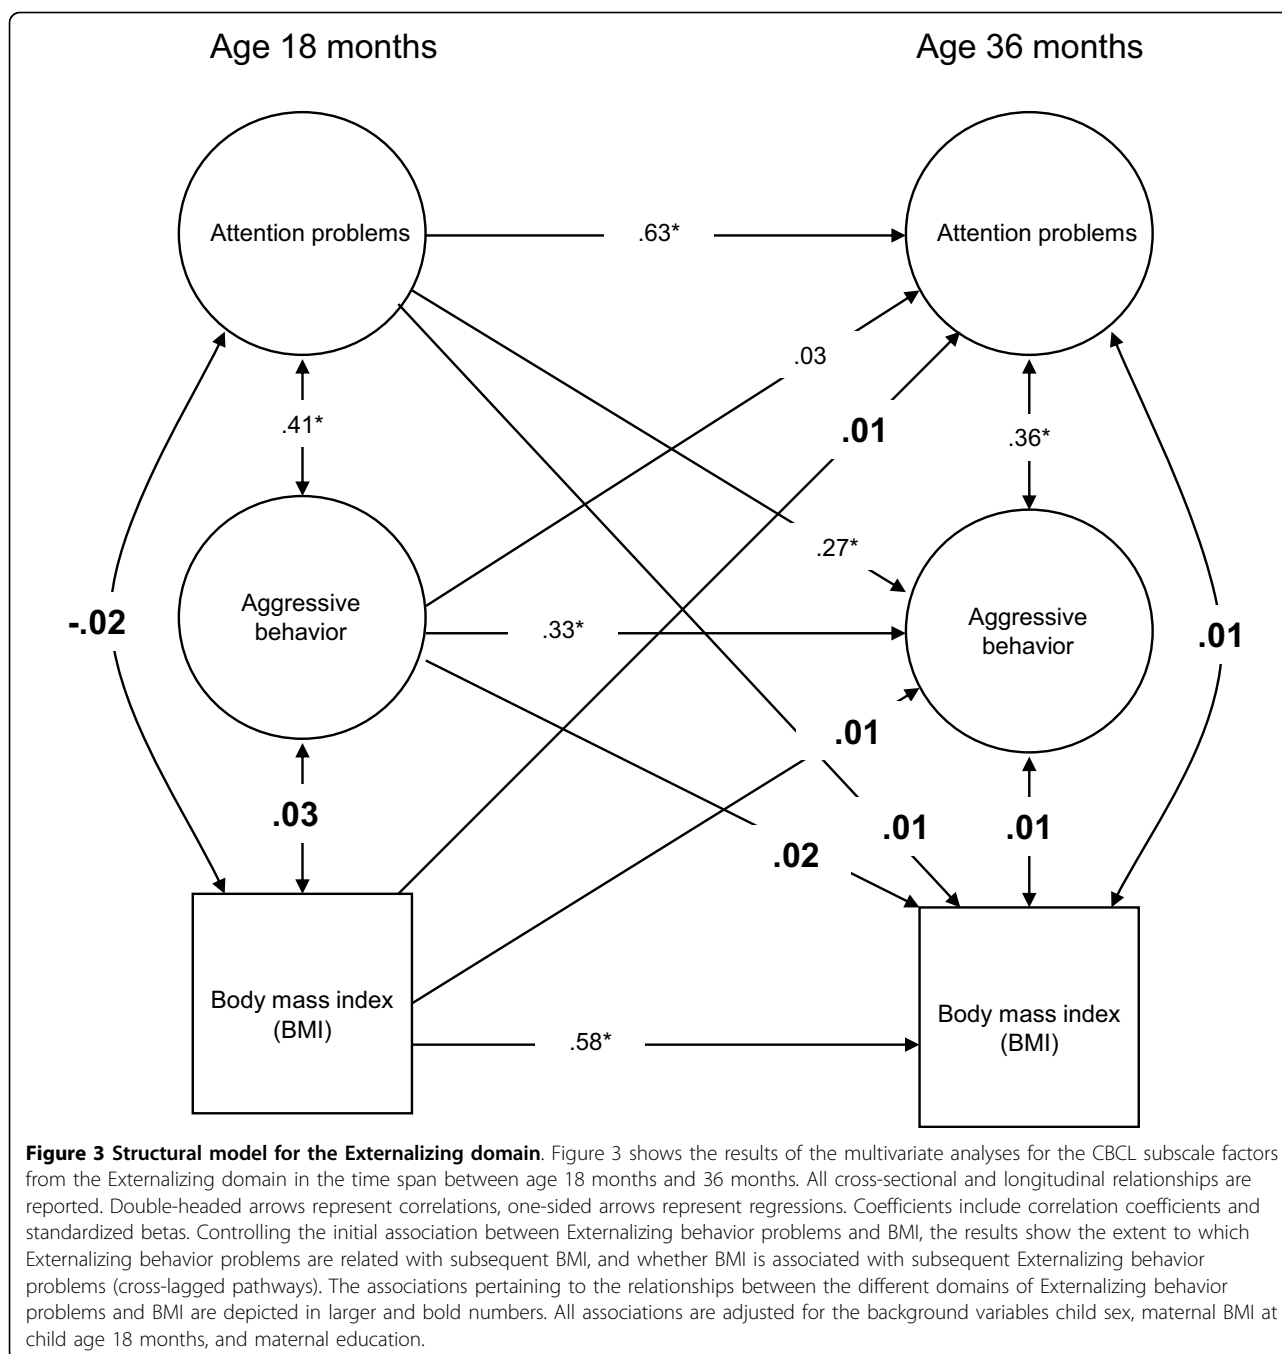 Age 18 months
Age 36 months
Attention problems
.63*
Attention problems
.03
.41*
.01
.36*
.27*
Aggressive
behavior
.33*
Aggressive
behavior
-.02
.01
.01
.03
.02
.01
.01
Body mass index
(BMI)
.58*
Body mass index
(BMI)
Figure 3 Structural model for the Externalizing domain. Figure 3 shows the results of the multivariate analyses for the CBCL subscale factors
from the Externalizing domain in the time span between age 18 months and 36 months. All cross-sectional and longitudinal relationships are
reported. Double-headed arrows represent correlations, one-sided arrows represent regressions. Coefficients include correlation coefficients and
standardized betas. Controlling the initial association between Externalizing behavior problems and BMI, the results show the extent to which
Externalizing behavior problems are related with subsequent BMI, and whether BMI is associated with subsequent Externalizing behavior
problems (cross-lagged pathways). The associations pertaining to the relationships between the different domains of Externalizing behavior
problems and BMI are depicted in larger and bold numbers. All associations are adjusted for the background variables child sex, maternal BMI at
child age 18 months, and maternal education.